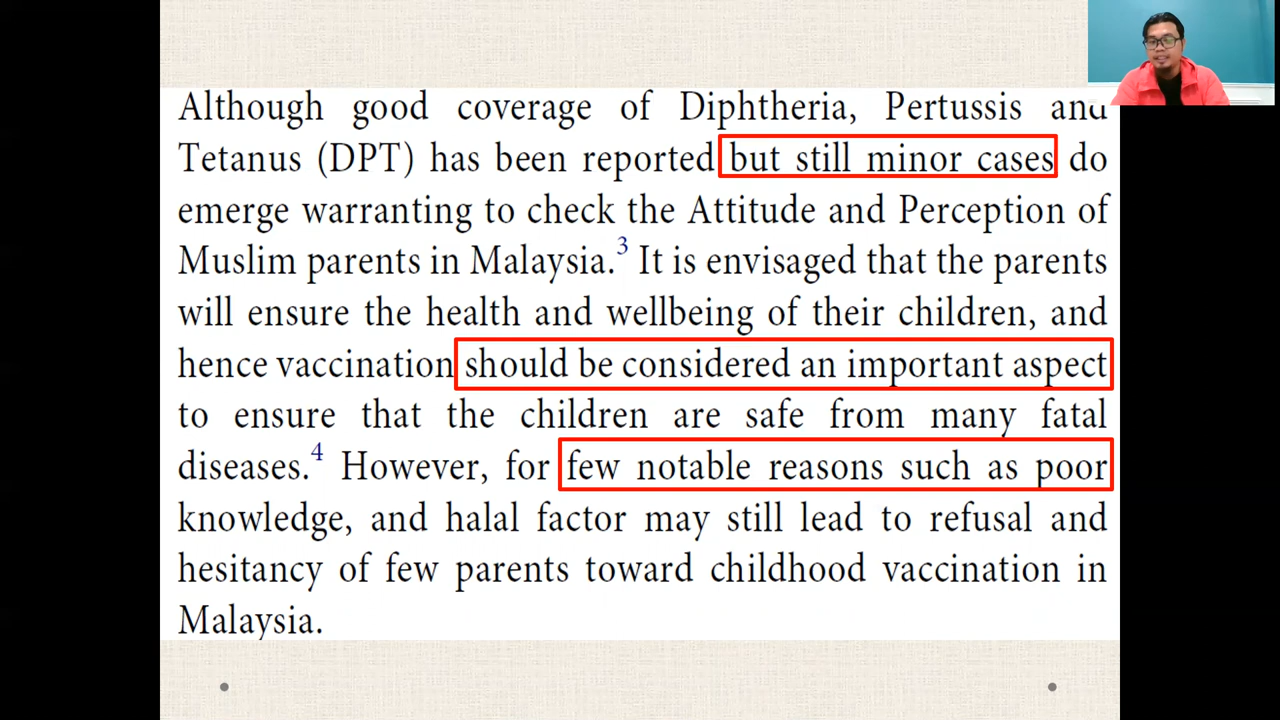 Although good coverage of Diphtheria, Pertussis and
Tetanus (DPT) has been reported but still minor cases do
emerge warranting to check the Attitude and Perception of
Muslim parents in Malaysia.³ It is envisaged that the parents
will ensure the health and wellbeing of their children, and
hence vaccination should be considered an important aspect
to ensure that the children are safe from many fatal
diseases.⁴ However, for few notable reasons such as poor
knowledge, and halal factor may still lead to refusal and
hesitancy of few parents toward childhood vaccination in
Malaysia.